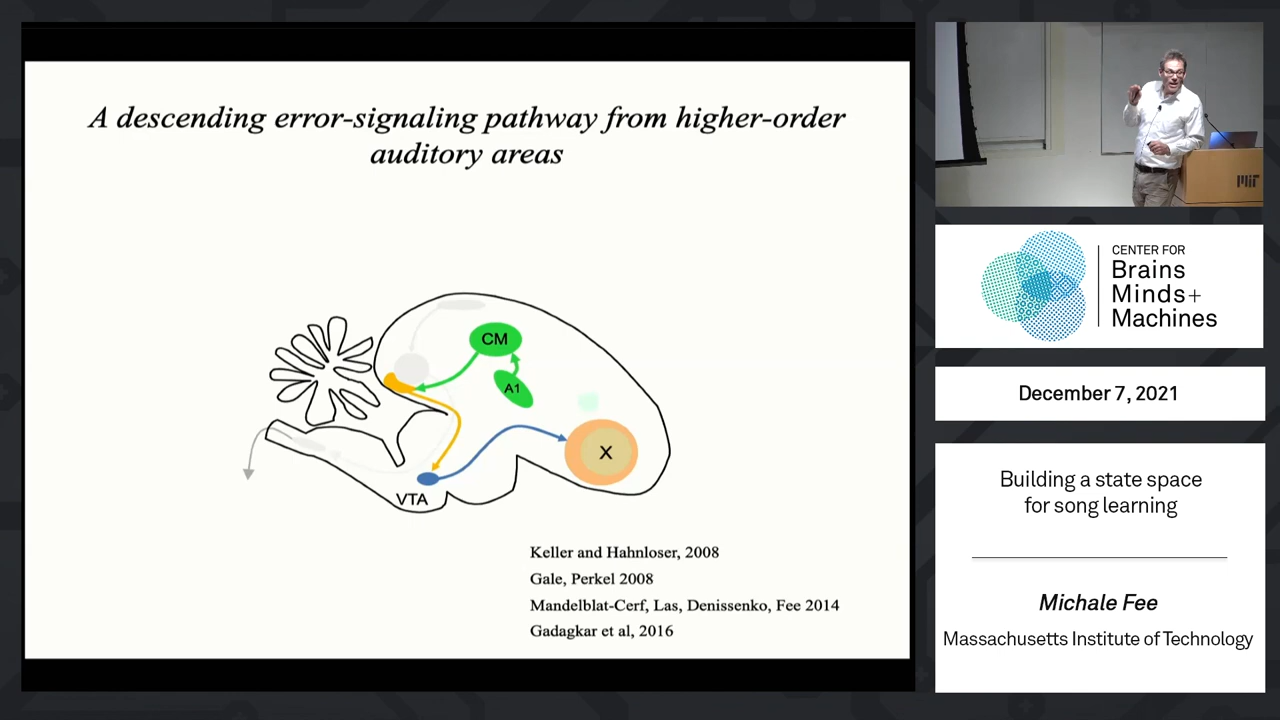 A descending error-signaling pathway from higher-order
auditory areas
CM
A1
X
VTA
Keller and Hahnloser, 2008
Gale, Perkel 2008
Mandelblat-Cerf, Las, Denissenko, Fee 2014
Gadagkar et al, 2016
MIT
CENTER FOR
Brains
Minds+
Machines
December 7, 2021
Building a state space
for song learning
Michale Fee
Massachusetts Institute of Technology